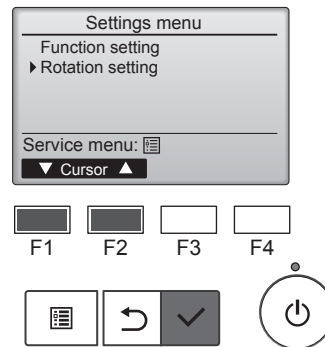 Settings menu
Function setting
Rotation setting
Service menu:
Cursor
F1 F2 F3 F4